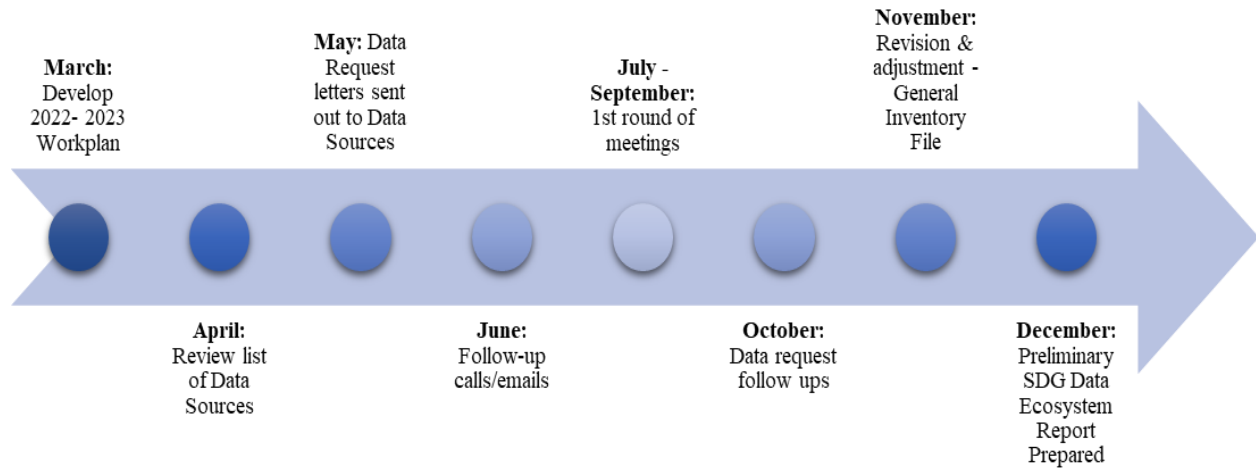 March:
Develop
2022- 2023
Workplan
April:
Review list
of Data
Sources
May: Data
Request
letters sent
out to Data
Sources
June:
Follow-up
calls/emails
July -
September:
1st round of
meetings
October:
Data request
follow ups
November:
Revision &
adjustment -
General
Inventory
File
December:
Preliminary
SDG Data
Ecosystem
Report
Prepared